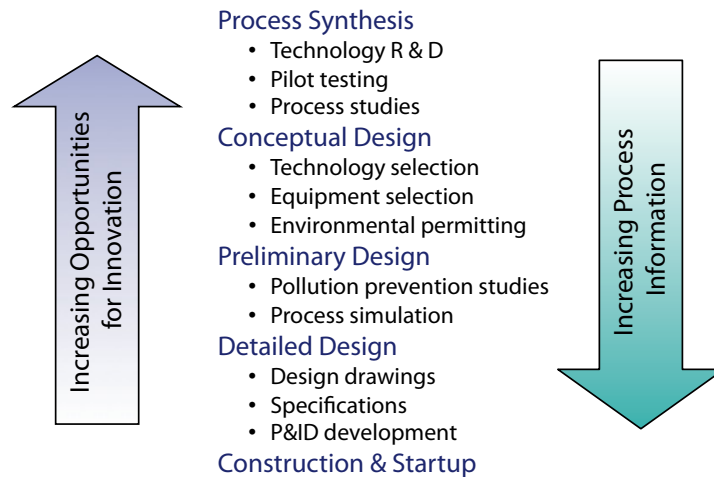 Process Synthesis
• Technology R & D
• Pilot testing
• Process studies
Conceptual Design
• Technology selection
• Equipment selection
• Environmental permitting
Preliminary Design
• Pollution prevention studies
• Process simulation
Detailed Design
• Design drawings
• Specifications
• P&ID development
Construction & Startup
Increasing Opportunities
for Innovation
Increasing Process
Information